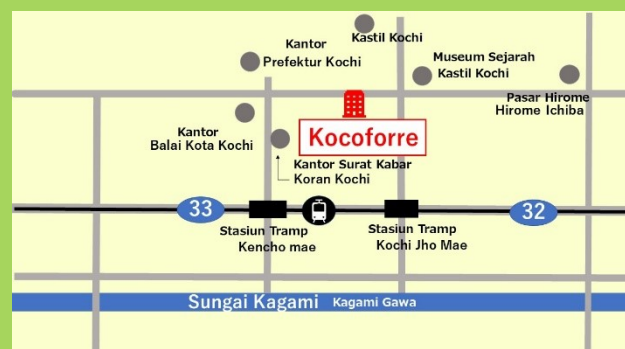 Kastil Kochi
Kantor
Prefektur Kochi
Museum Sejarah
Kastil Kochi
Pasar Hirome
Hirome Ichiba
Kantor
Balai Kota Kochi
Kocoforre
Kantor Surat Kabar
Koran Kochi
33
32
Stasiun Tramp
Kencho mae
Stasiun Tramp
Kochi Jho Mae
Sungai Kagami Kagami Gawa